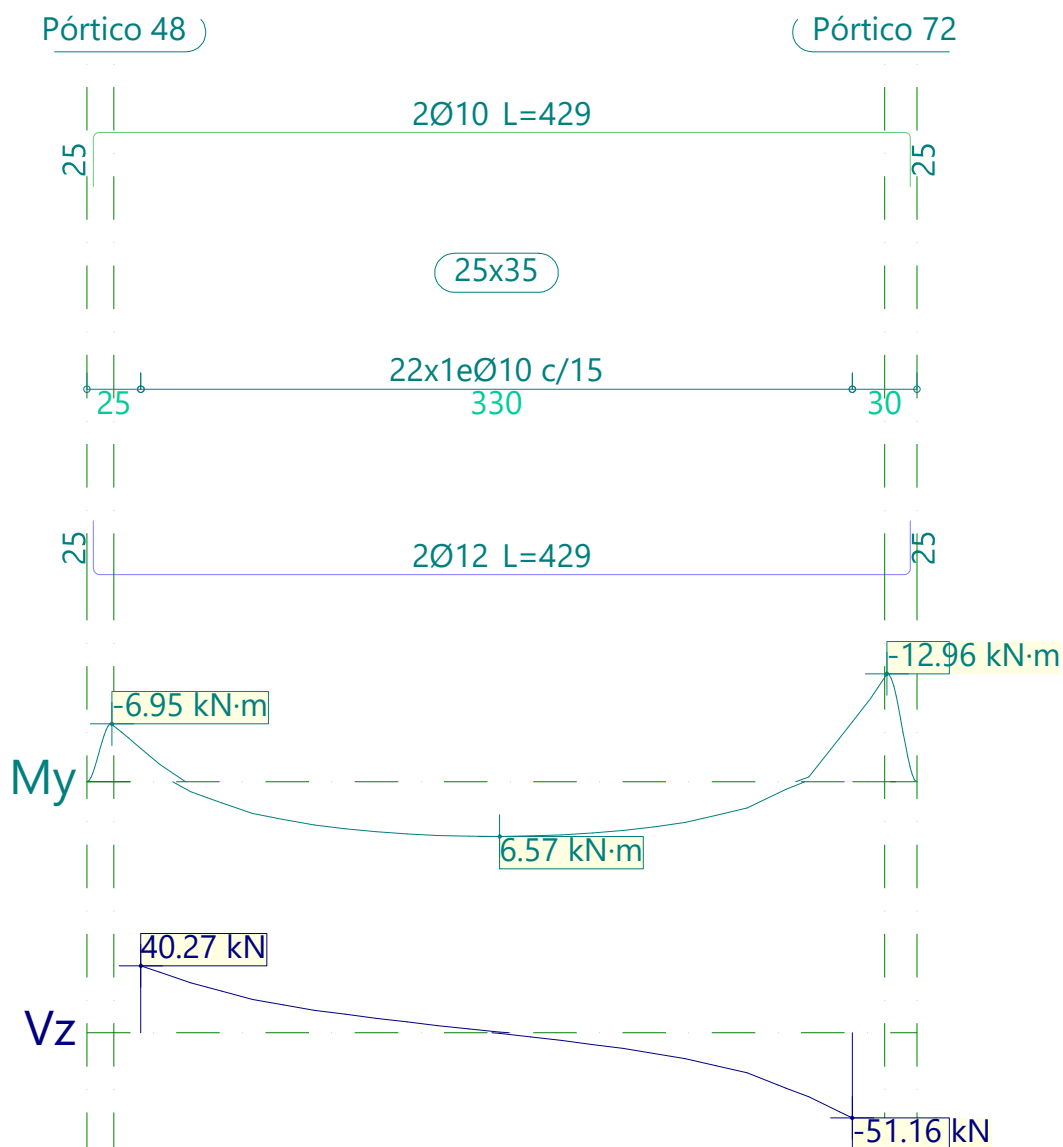 Pórtico 48
Pórtico 72
2Ø10 L=429
25
25
25x35
22x1eØ10 c/15
25
330
30
25
25
2Ø12 L=429
-12.96 kN·m
-6.95 kN·m
My
6.57 kN·m
40.27 kN
Vz
-51.16 kN